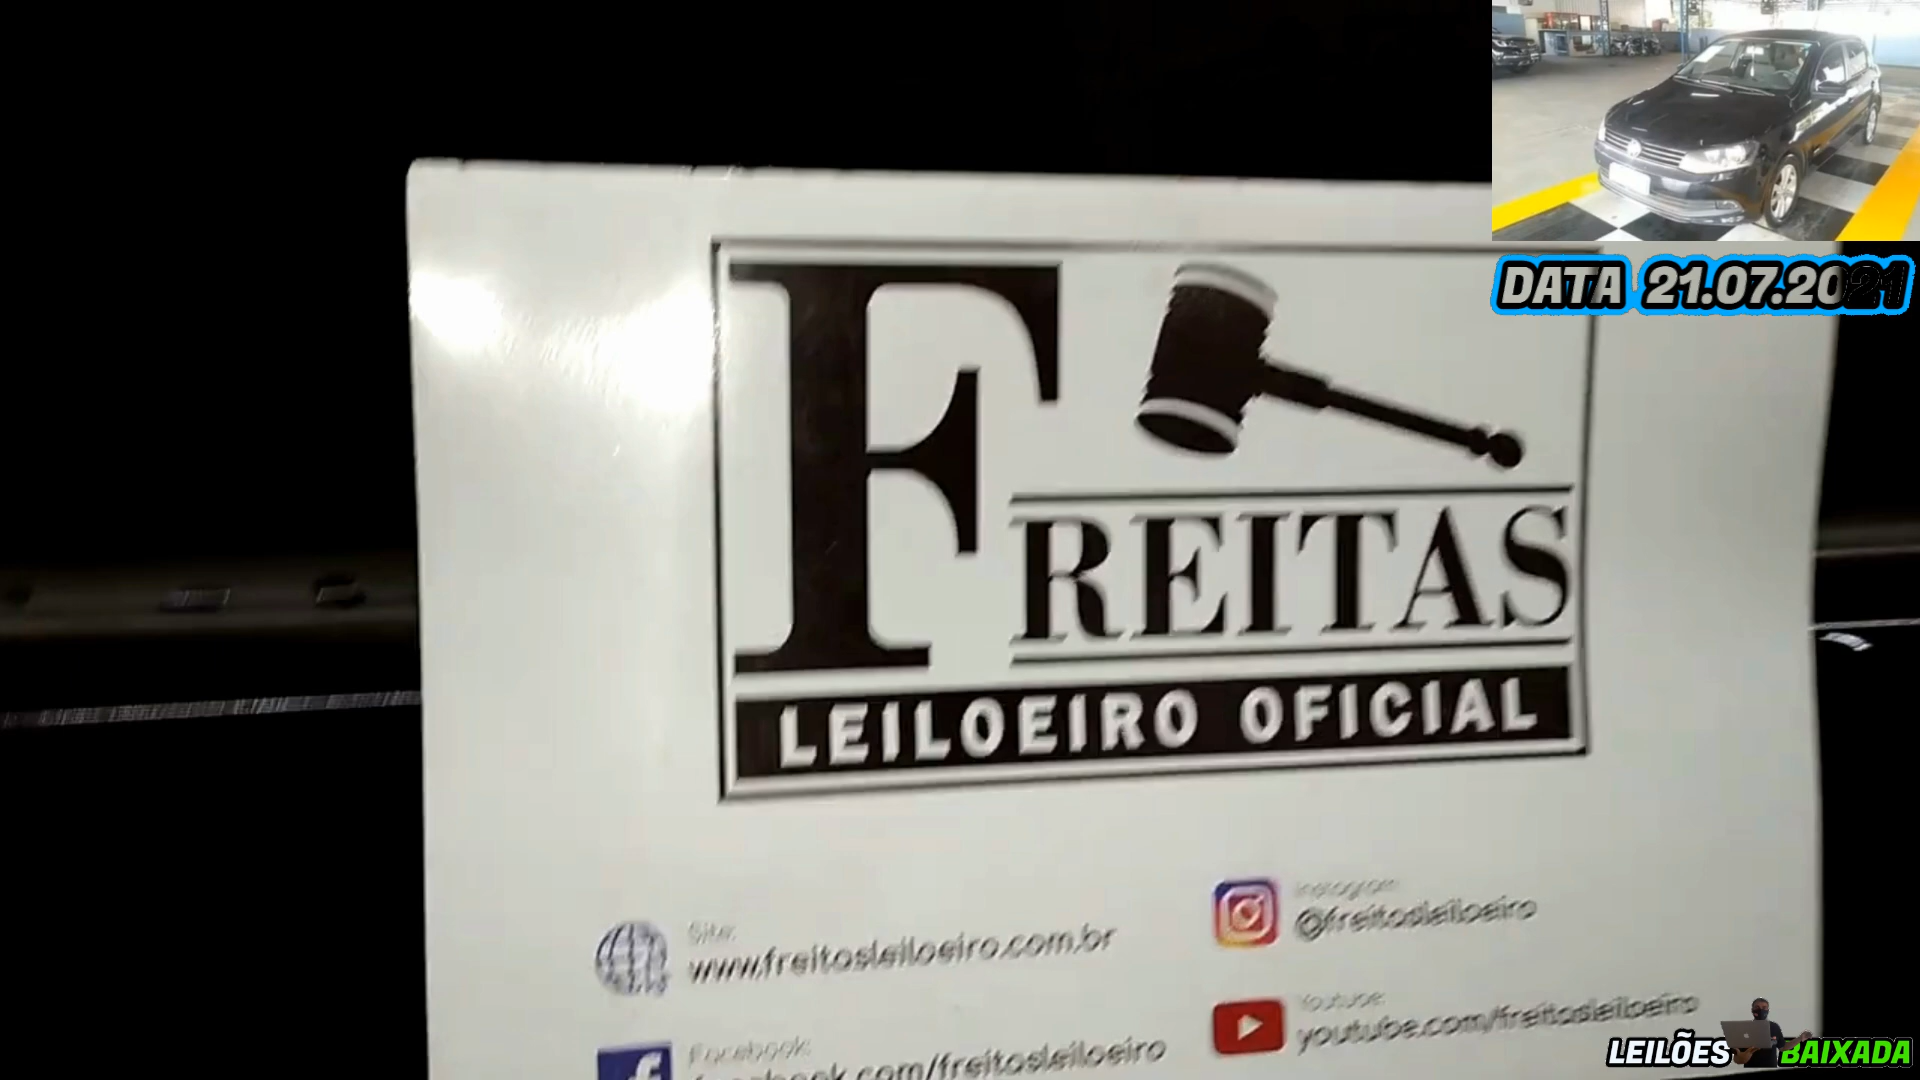 DATA 21.07.2021
FREITAS
LEILOEIRO OFICIAL
Site:
www.freitasleiloeiro.com.br
Instagram:
@freitasleiloeiro
Facebook:
facebook.com/freitasleiloeiro
Youtube:
youtube.com/freitasleiloeiro
LEILÕES BAIXADA